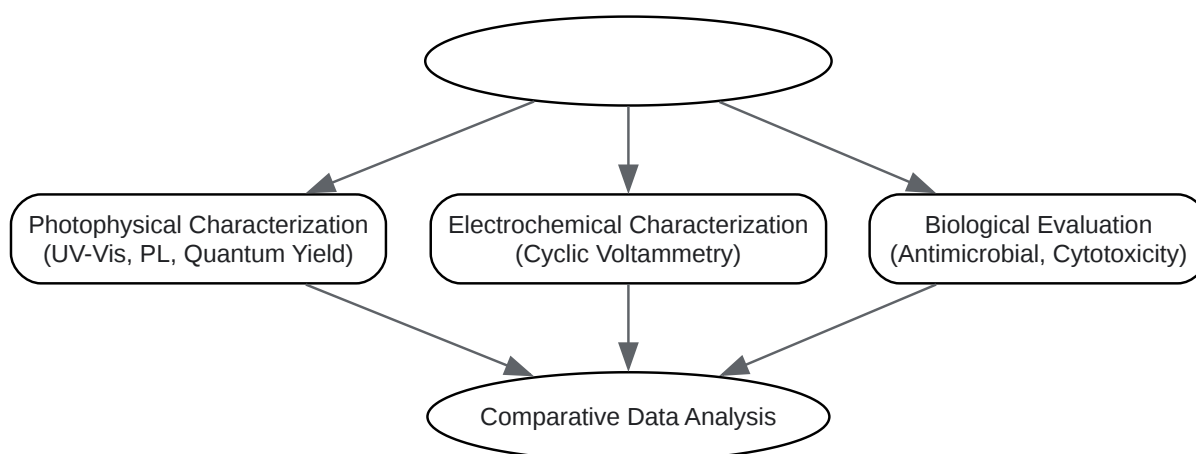 Photophysical Characterization
(UV-Vis, PL, Quantum Yield)
Electrochemical Characterization
(Cyclic Voltammetry)
Biological Evaluation
(Antimicrobial, Cytotoxicity)
Comparative Data Analysis